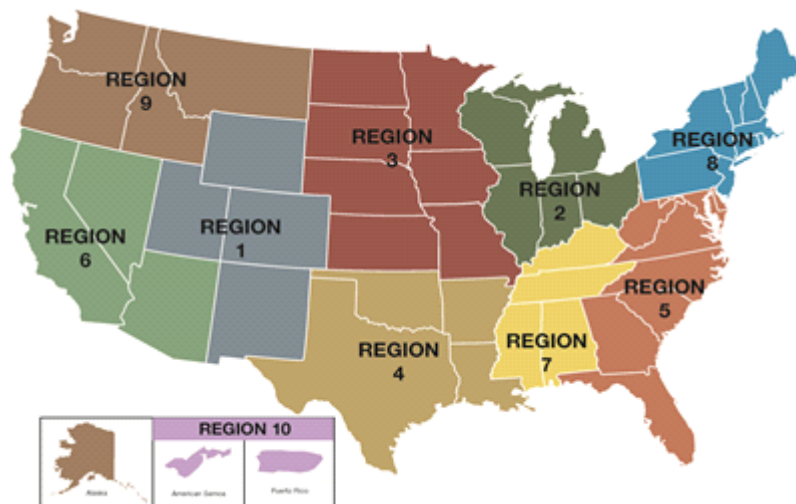 REGION
9
REGION
3
REGION
8
REGION
2
REGION
1
REGION
6
REGION
5
REGION
7
REGION
4
REGION 10
Alaska
American Samoa
Puerto Rico